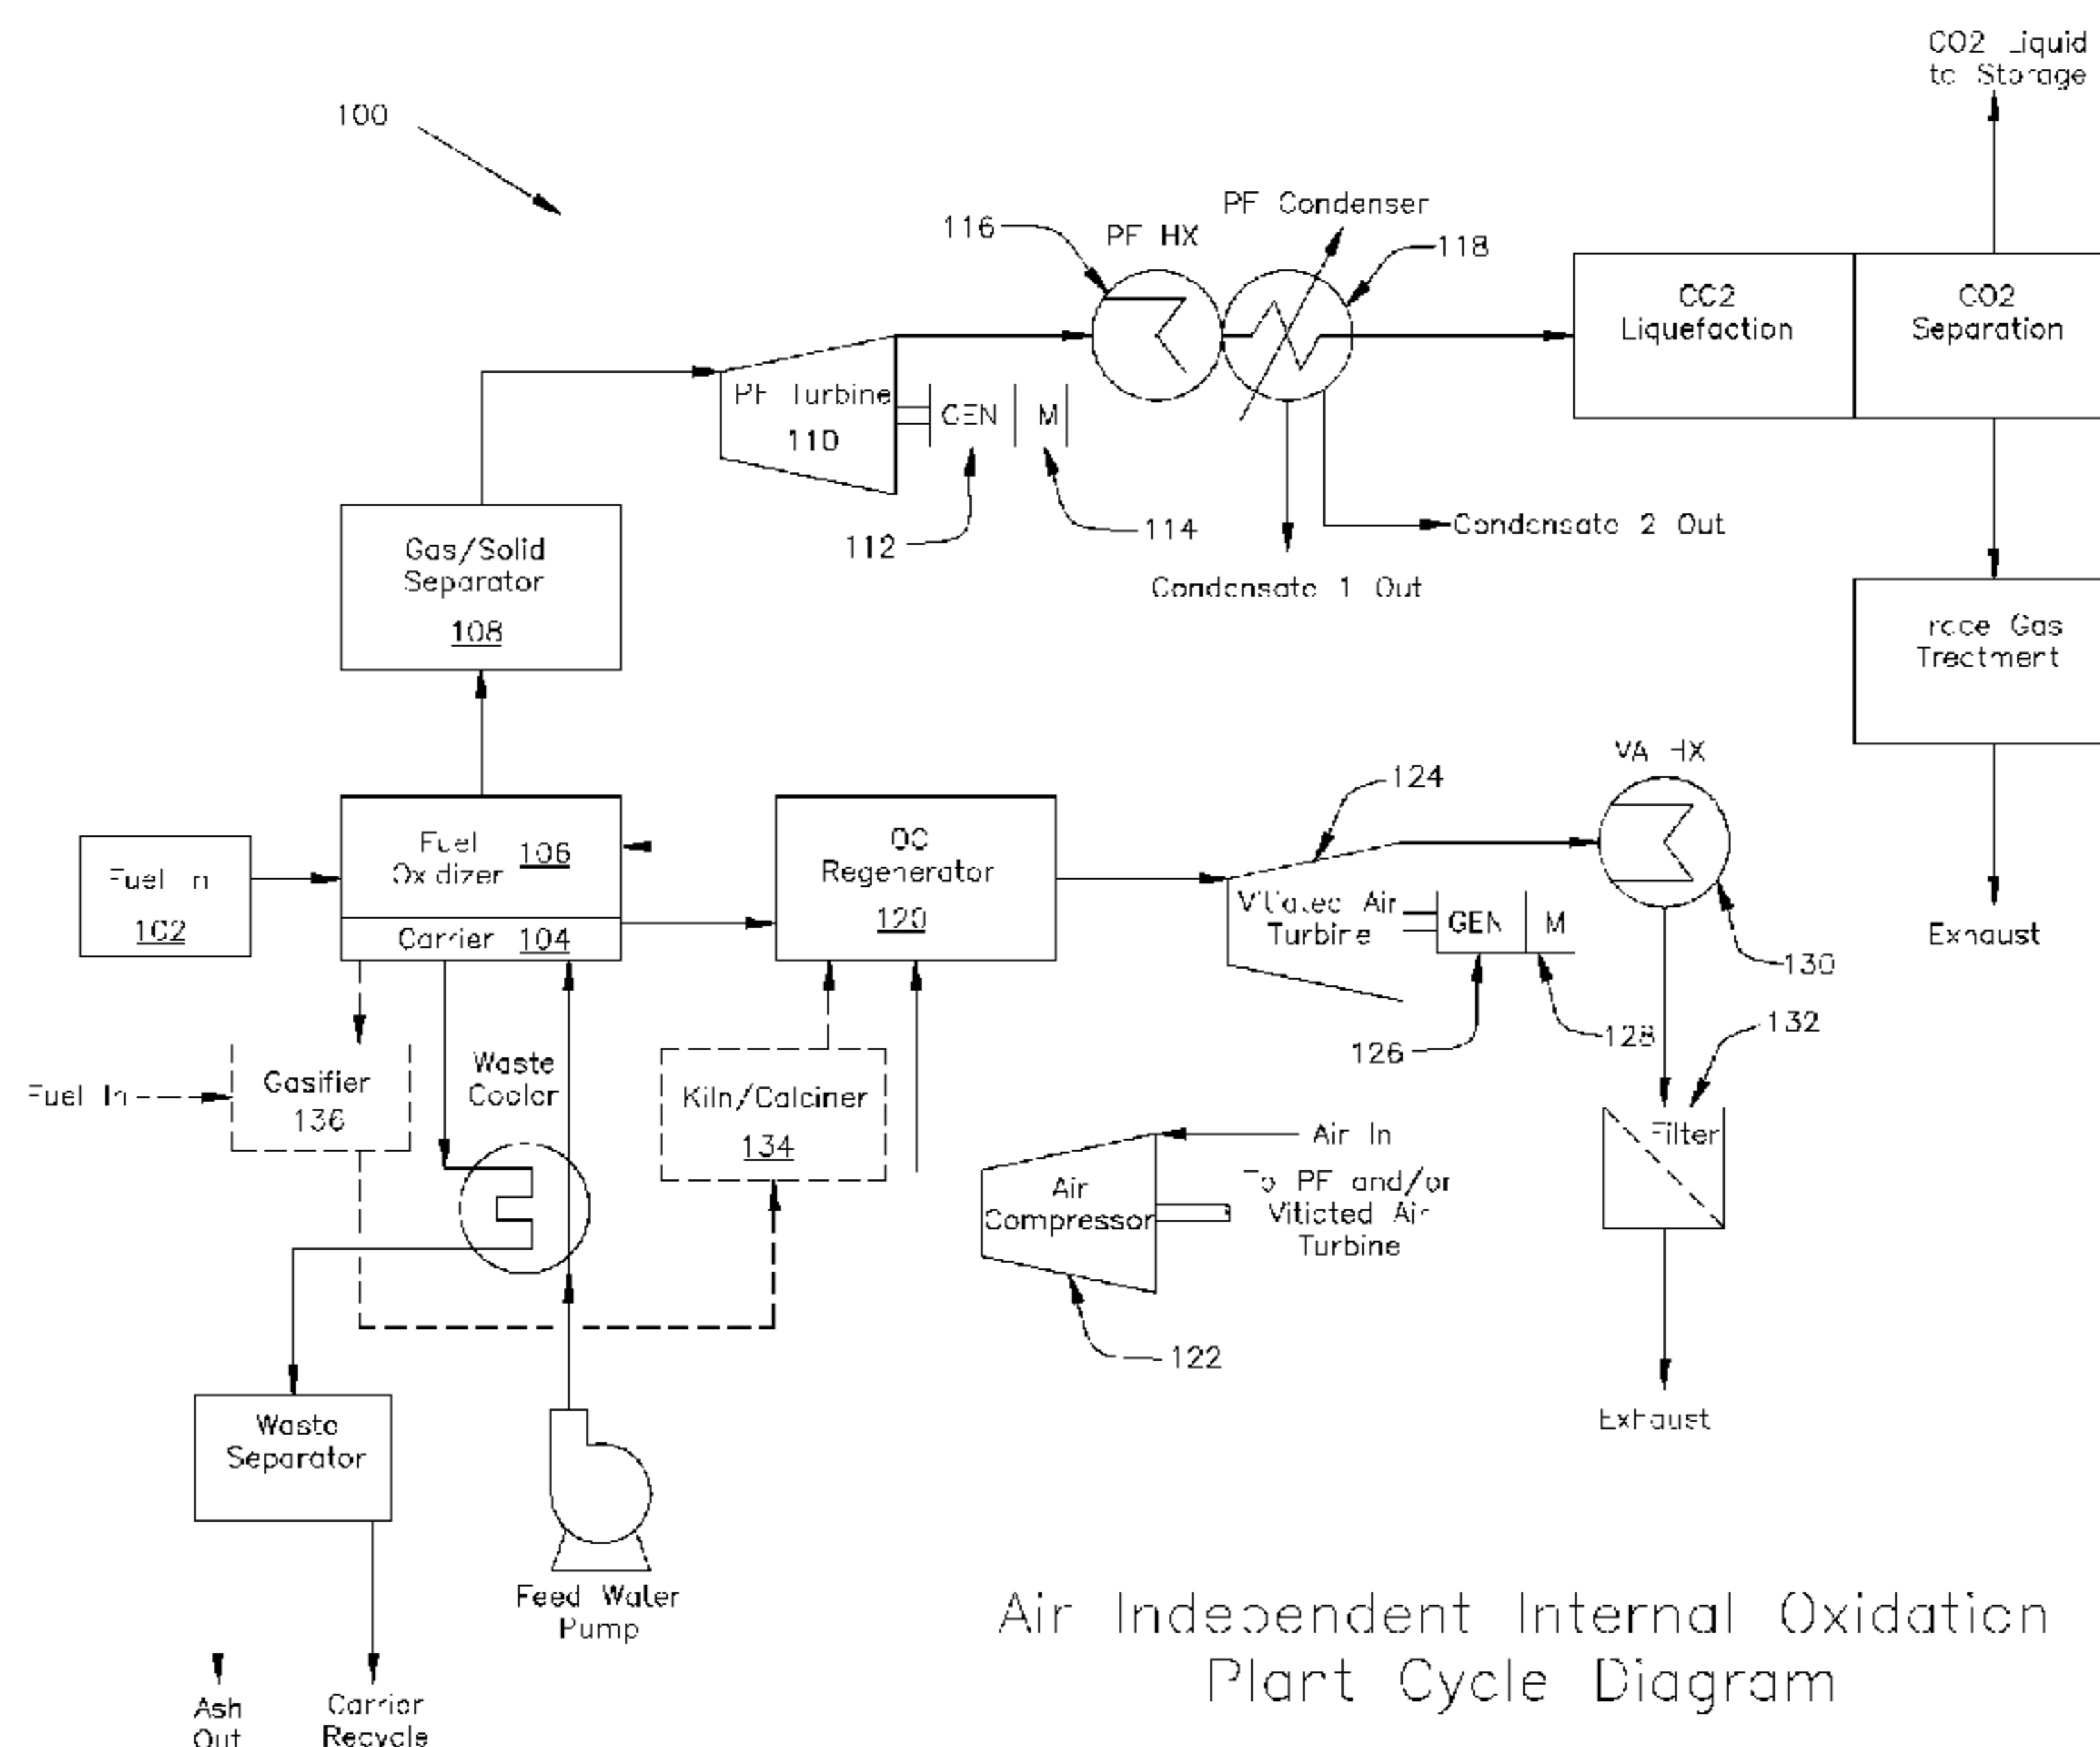 CO2 Liquid
to Storage
100
116
PF HX
PF Condenser
118
CO2
Liquefaction
CO2
Separation
PF Turbine
110
GEN
M
112
114
Condensate 2 Out
Condensate 1 Out
Gas/Solid
Separator
108
Trace Gas
Treatment
Exhaust
Fuel In
102
Fuel
Oxidizer
106
Carrier
104
OC
Regenerator
120
124
VA HX
Vitiated Air
Turbine
GEN
M
130
126
128
132
Fuel In
Gasifier
136
Waste
Cooler
Kiln/Calciner
134
Air In
Air
Compressor
To PF and/or
Vitiated Air
Turbine
Filter
122
Exhaust
Waste
Separator
Feed Water
Pump
Ash
Out
Carrier
Recycle
Air Independent Internal Oxidation
Plant Cycle Diagram